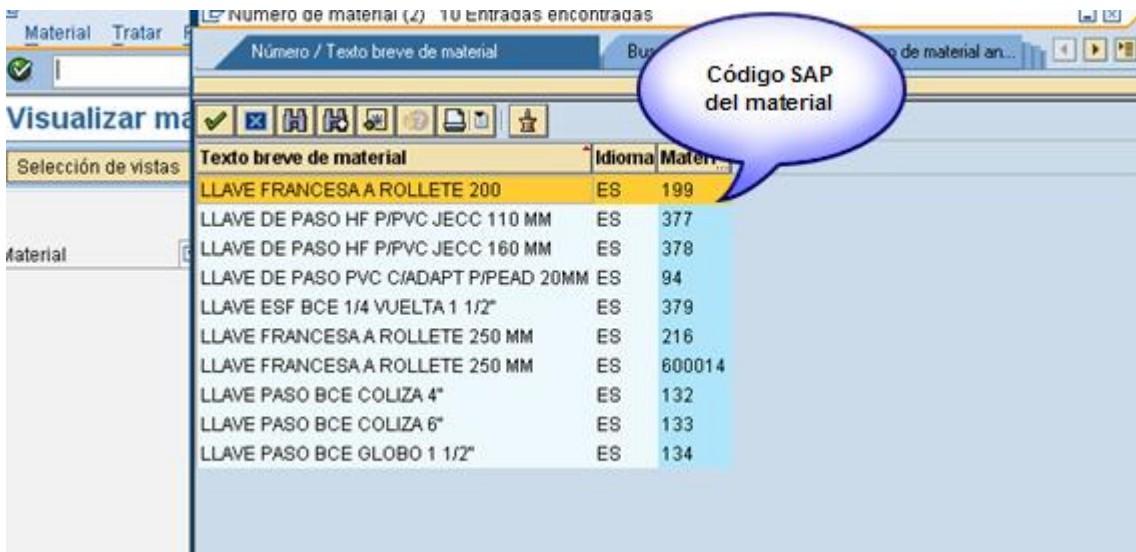 Número de material (2) 10 Entradas encontradas
Material Tratar
Número / Texto breve de material
de material an...
Código SAP
del material
Visualizar ma
Selección de vistas
Texto breve de material Idioma Materi
LLAVE FRANCESA A ROLLETE 200 ES 199
LLAVE DE PASO HF P/PVC JECC 110 MM ES 377
Material
LLAVE DE PASO HF P/PVC JECC 160 MM ES 378
LLAVE DE PASO PVC C/ADAPT P/PEAD 20MM ES 94
LLAVE ESF BCE 1/4 VUELTA 1 1/2" ES 379
LLAVE FRANCESA A ROLLETE 250 MM ES 216
LLAVE FRANCESA A ROLLETE 250 MM ES 600014
LLAVE PASO BCE COLIZA 4" ES 132
LLAVE PASO BCE COLIZA 6" ES 133
LLAVE PASO BCE GLOBO 1 1/2" ES 134